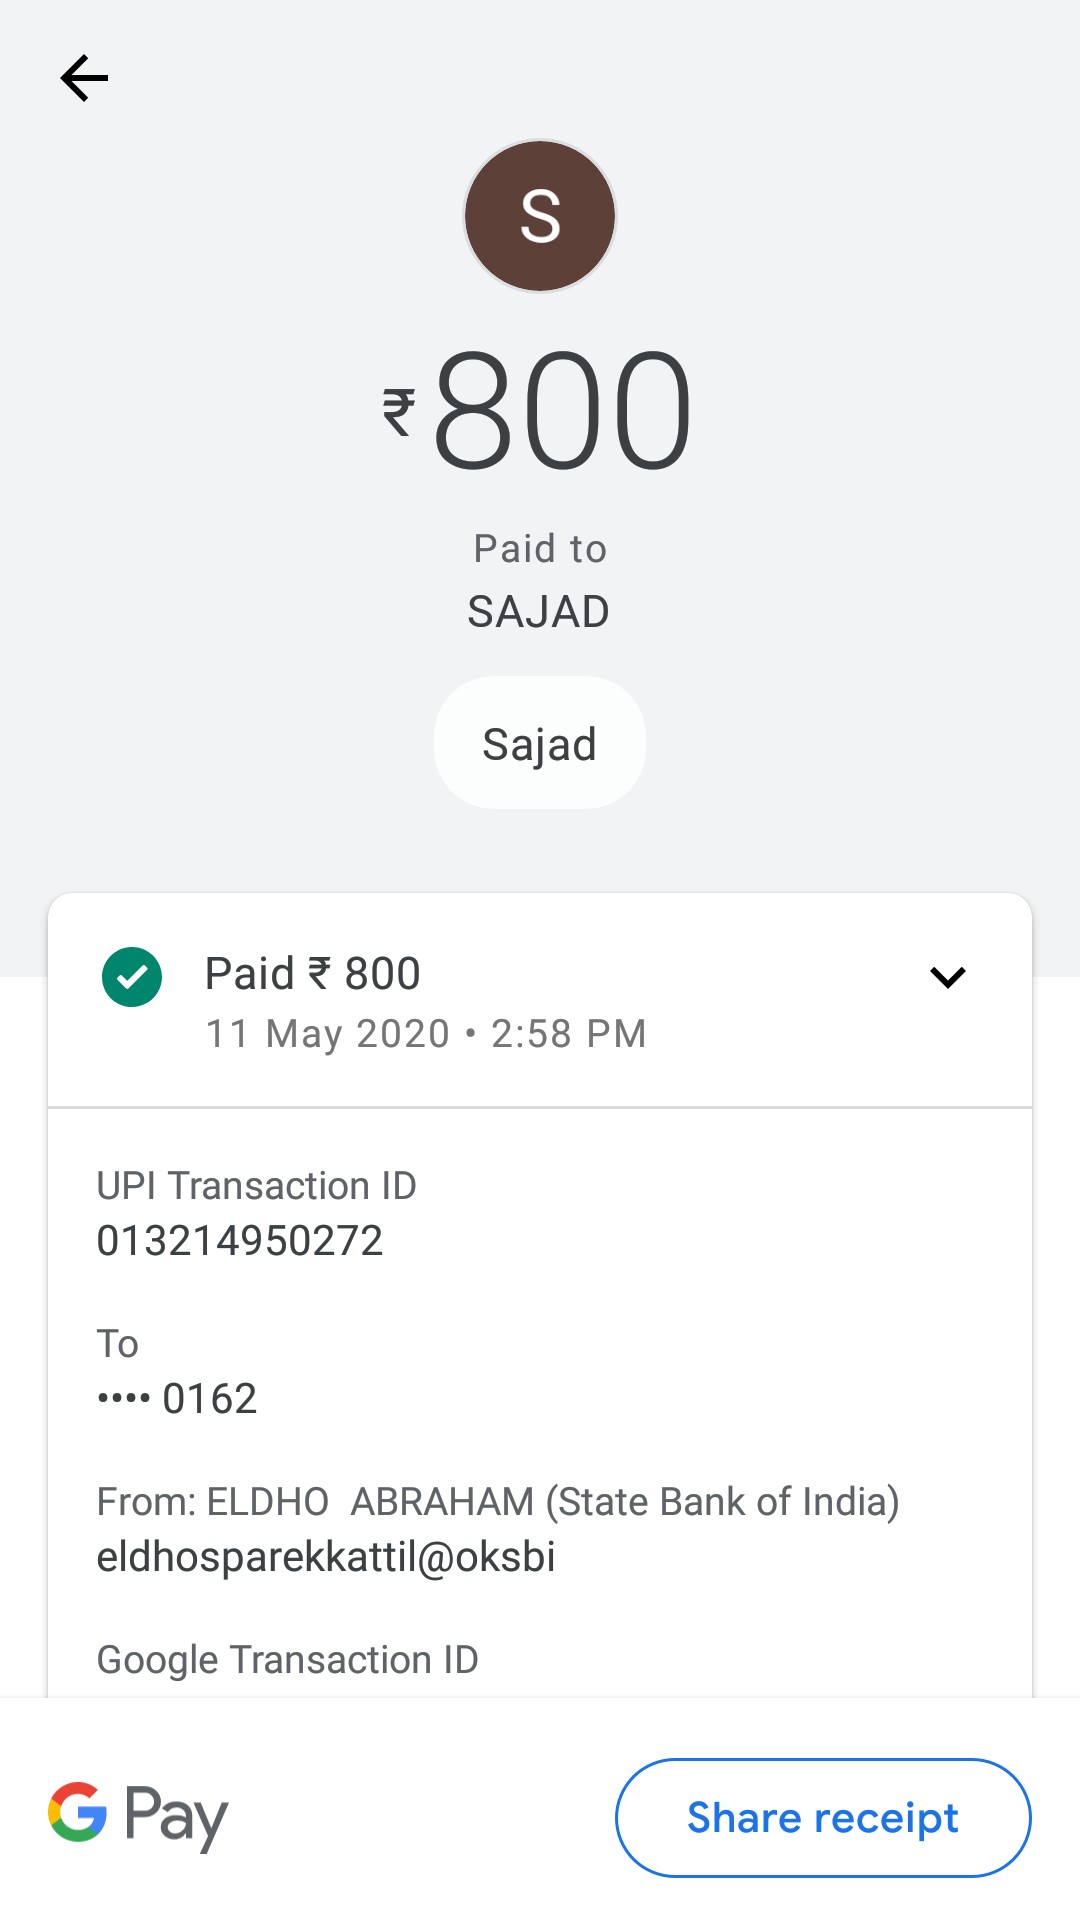 S
₹800
Paid to
SAJAD
Sajad
Paid ₹ 800
11 May 2020 • 2:58 PM
UPI Transaction ID
013214950272
To
•••• 0162
From: ELDHO  ABRAHAM (State Bank of India)
eldhosparekkattil@oksbi
Google Transaction ID
G Pay
Share receipt